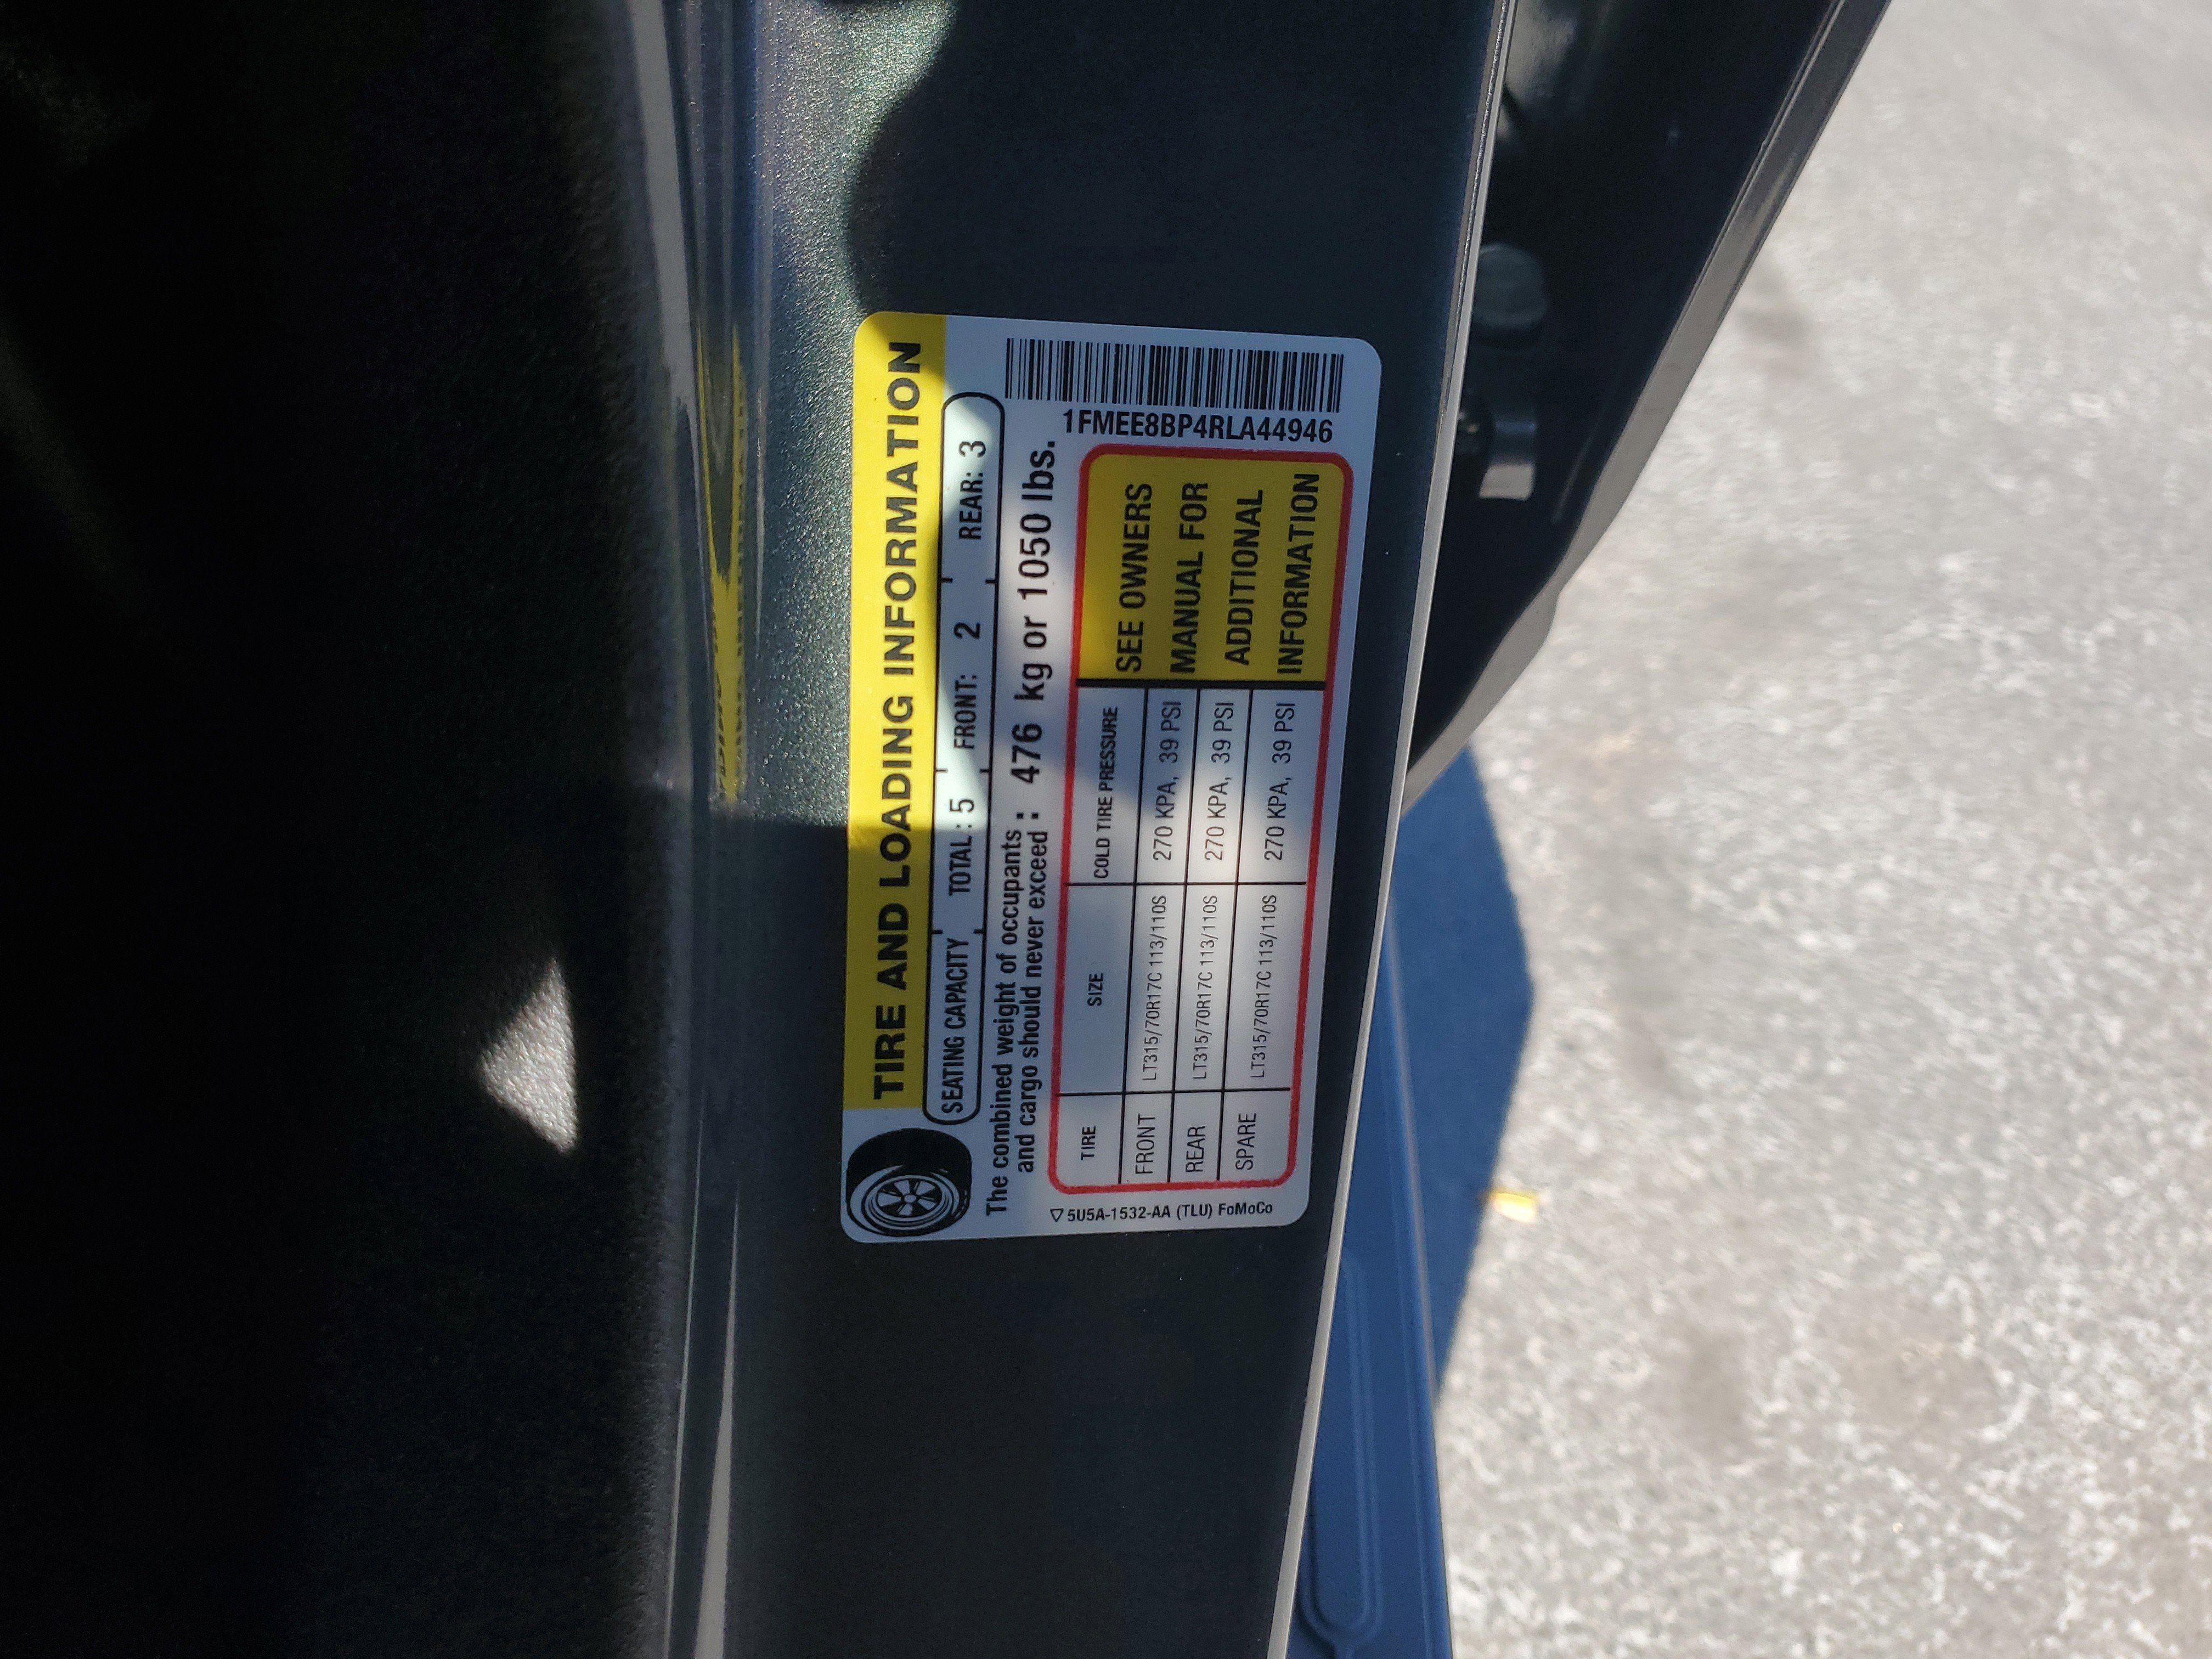 TIRE AND LOADING INFORMATION
SEATING CAPACITY TOTAL : 5 FRONT: 2 REAR: 3
The combined weight of occupants
and cargo should never exceed : 476 kg or 1050 lbs.
1FMEE8BP4RLA44946
TIRE SIZE COLD TIRE PRESSURE
FRONT LT315/70R17C 113/110S 270 KPA, 39 PSI
REAR LT315/70R17C 113/110S 270 KPA, 39 PSI
SPARE LT315/70R17C 113/110S 270 KPA, 39 PSI
SEE OWNERS
MANUAL FOR
ADDITIONAL
INFORMATION
5U5A-1532-AA (TLU) FoMoCo